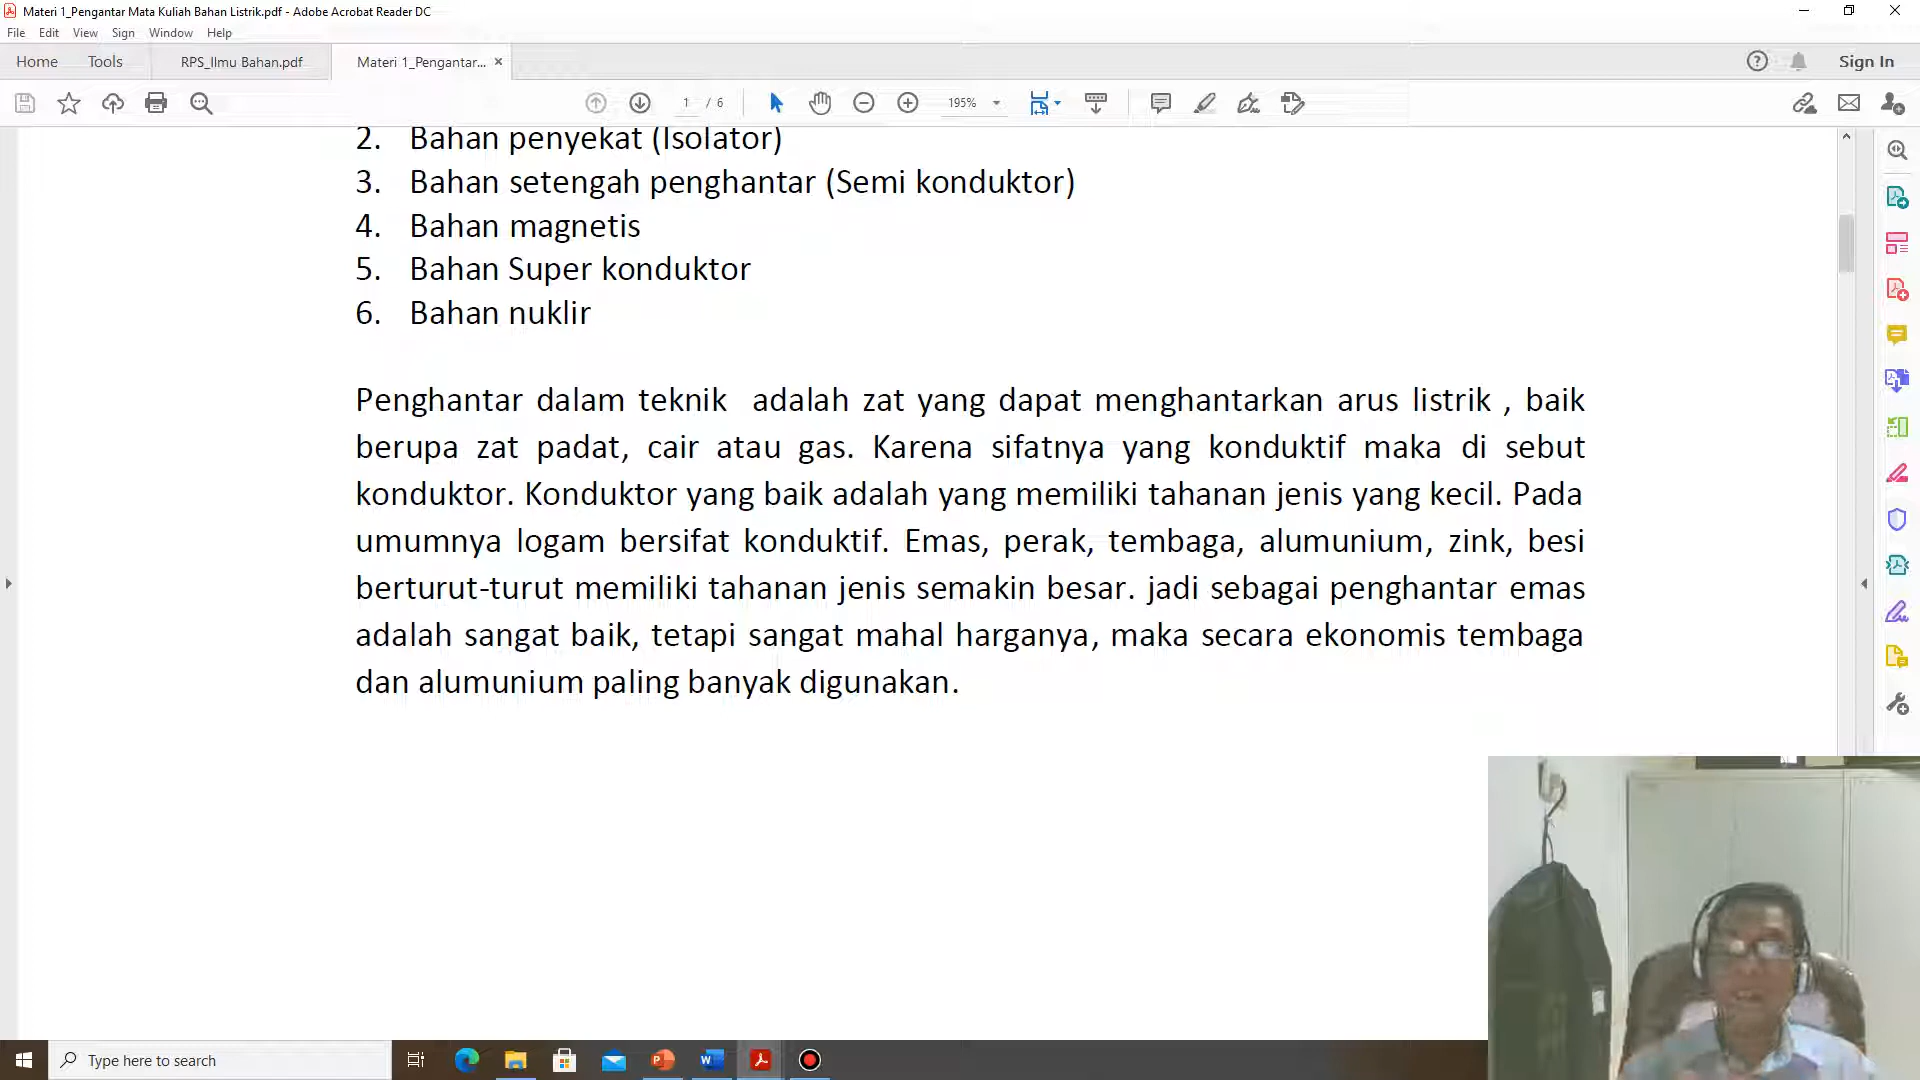 Materi 1_Pengantar Mata Kuliah Bahan Listrik.pdf - Adobe Acrobat Reader DC
File Edit View Sign Window Help
Home Tools RPS_Ilmu Bahan.pdf Materi 1_Pengantar... × Sign In
1 / 6 195%
2. Bahan penyekat (Isolator)
3. Bahan setengah penghantar (Semi konduktor)
4. Bahan magnetis
5. Bahan Super konduktor
6. Bahan nuklir
Penghantar dalam teknik adalah zat yang dapat menghantarkan arus listrik , baik
berupa zat padat, cair atau gas. Karena sifatnya yang konduktif maka di sebut
konduktor. Konduktor yang baik adalah yang memiliki tahanan jenis yang kecil. Pada
umumnya logam bersifat konduktif. Emas, perak, tembaga, alumunium, zink, besi
berturut-turut memiliki tahanan jenis semakin besar. jadi sebagai penghantar emas
adalah sangat baik, tetapi sangat mahal harganya, maka secara ekonomis tembaga
dan alumunium paling banyak digunakan.
Type here to search